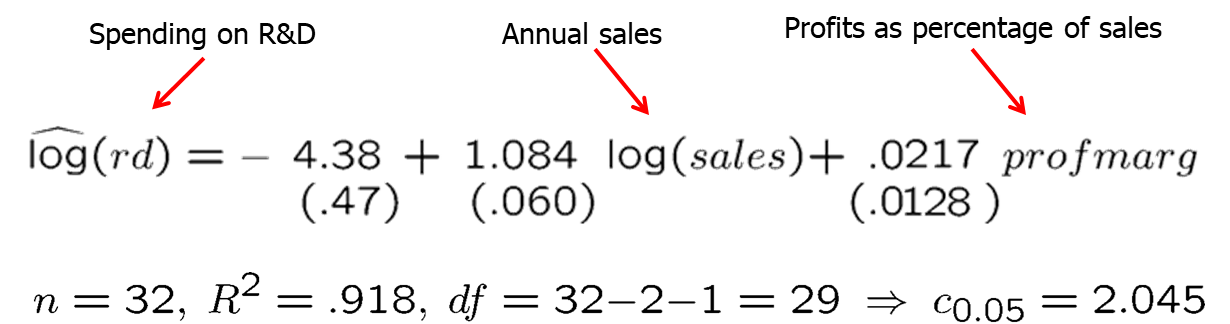 Spending on R&D Annual sales Profits as percentage of sales
\widehat{log}(rd) = − 4.38 + 1.084 log(sales)+ .0217 profmarg
(.47) (.060) (.0128 )
n = 32, R² = .918, df = 32−2−1 = 29 ⇒ c₀.₀₅ = 2.045